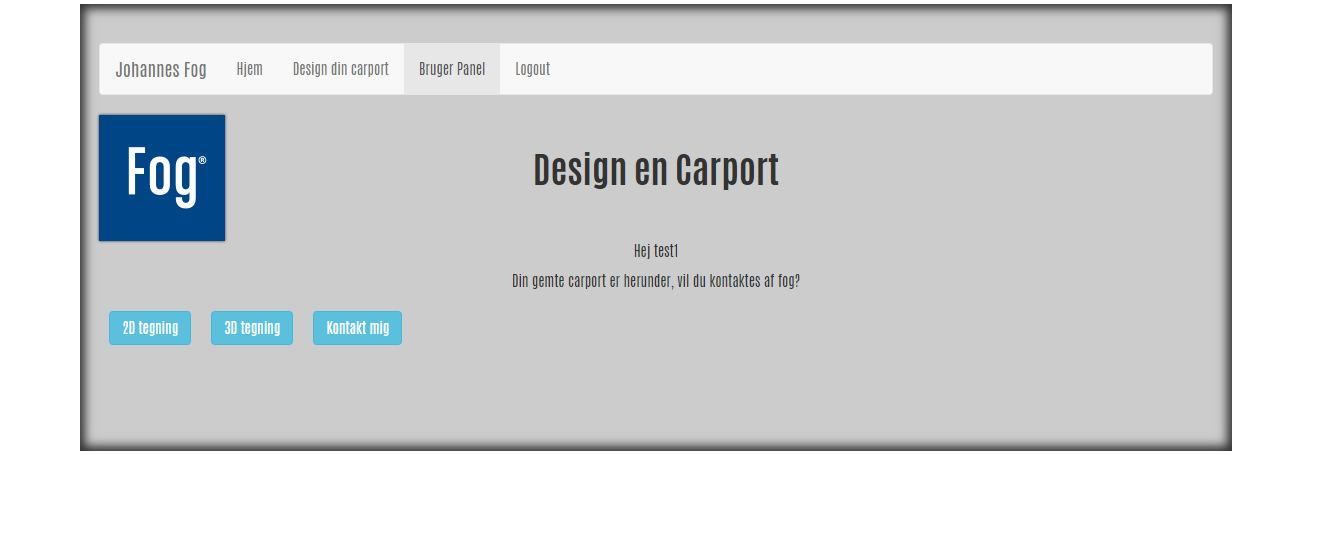 Johannes Fog Hjem Design din carport Bruger Panel Logout
Fog®
Design en Carport
Hej test1
Din gemte carport er herunder, vil du kontaktes af fog?
2D tegning 3D tegning Kontakt mig